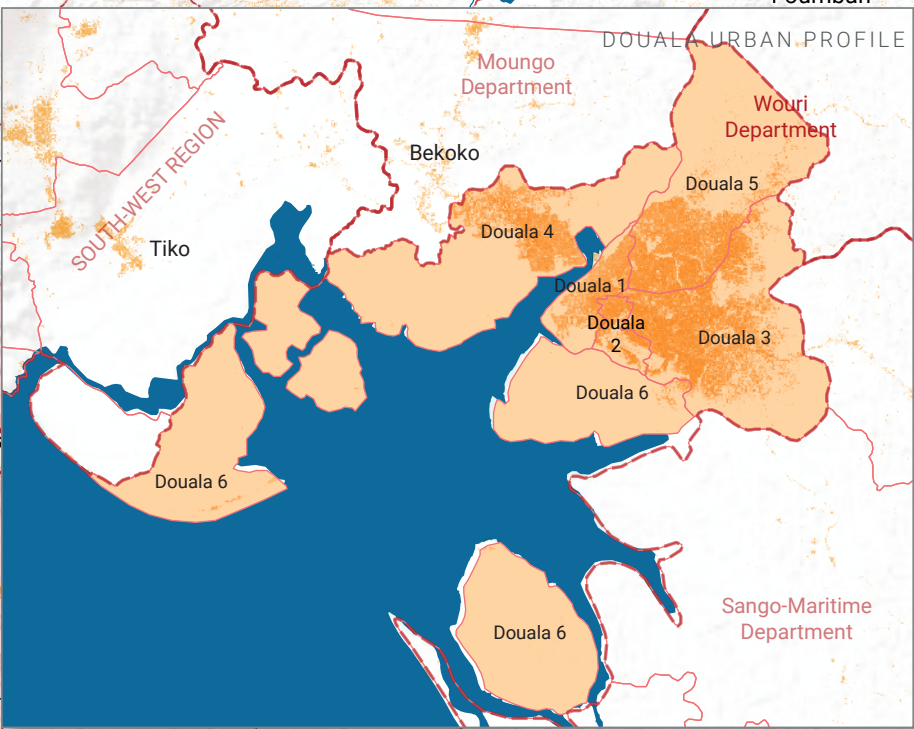 DOUALA URBAN PROFILE
Moungo
Department
Wouri
Department
Bekoko
Douala 5
SOUTH-WEST REGION
Douala 4
Tiko
Douala 1
Douala
2
Douala 3
Douala 6
Douala 6
Sango-Maritime
Department
Douala 6